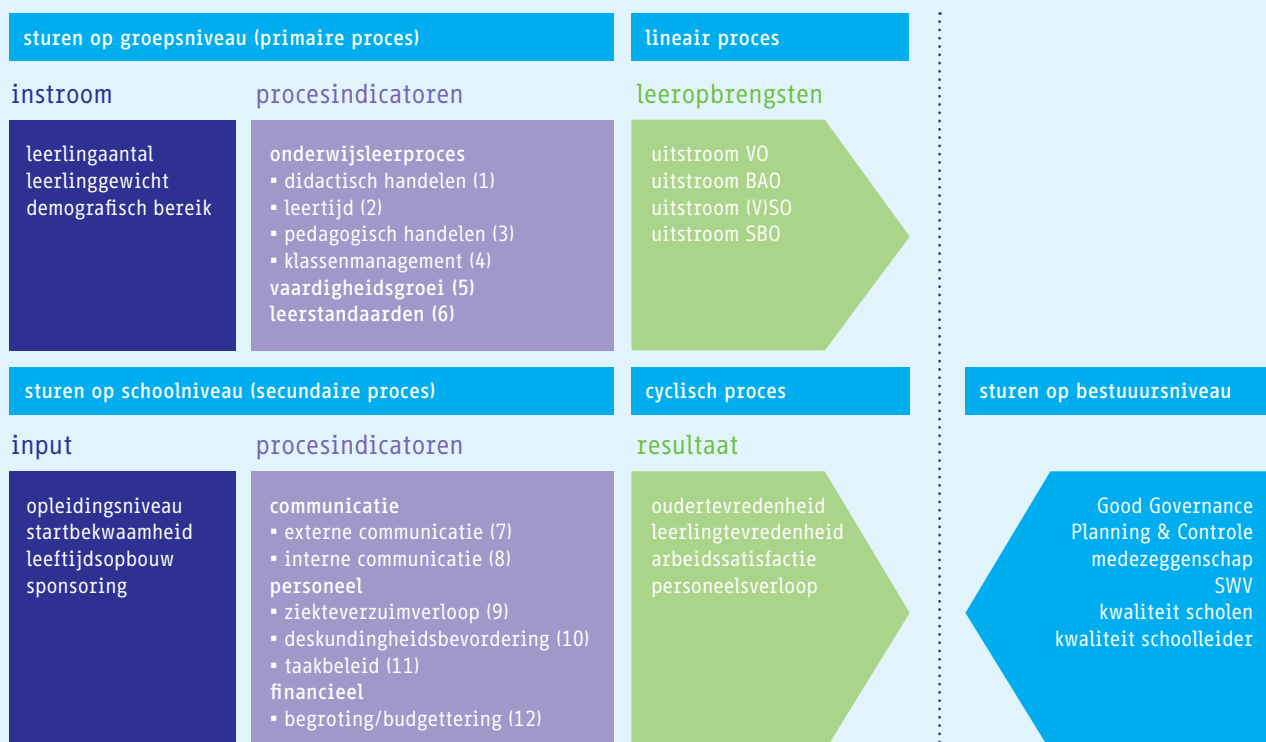 sturen op groepsniveau (primaire proces)
lineair proces
instroom
procesindicatoren
leeropbrengsten
leerlingaantal
leerlinggewicht
demografisch bereik
onderwijsleerproces
▪ didactisch handelen (1)
▪ leertijd (2)
▪ pedagogisch handelen (3)
▪ klassenmanagement (4)
vaardigheidsgroei (5)
leerstandaarden (6)
uitstroom VO
uitstroom BAO
uitstroom (V)SO
uitstroom SBO
sturen op schoolniveau (secundaire proces)
cyclisch proces
sturen op bestuursniveau
input
procesindicatoren
resultaat
opleidingsniveau
startbekwaamheid
leeftijdsopbouw
sponsoring
communicatie
▪ externe communicatie (7)
▪ interne communicatie (8)
personeel
▪ ziekteverzuimverloop (9)
▪ deskundingheidsbevordering (10)
▪ taakbeleid (11)
financieel
▪ begroting/budgettering (12)
oudertevredenheid
leerlingtevredenheid
arbeidssatisfactie
personeelsverloop
Good Governance
Planning & Controle
medezeggenschap
SWV
kwaliteit scholen
kwaliteit schoolleider